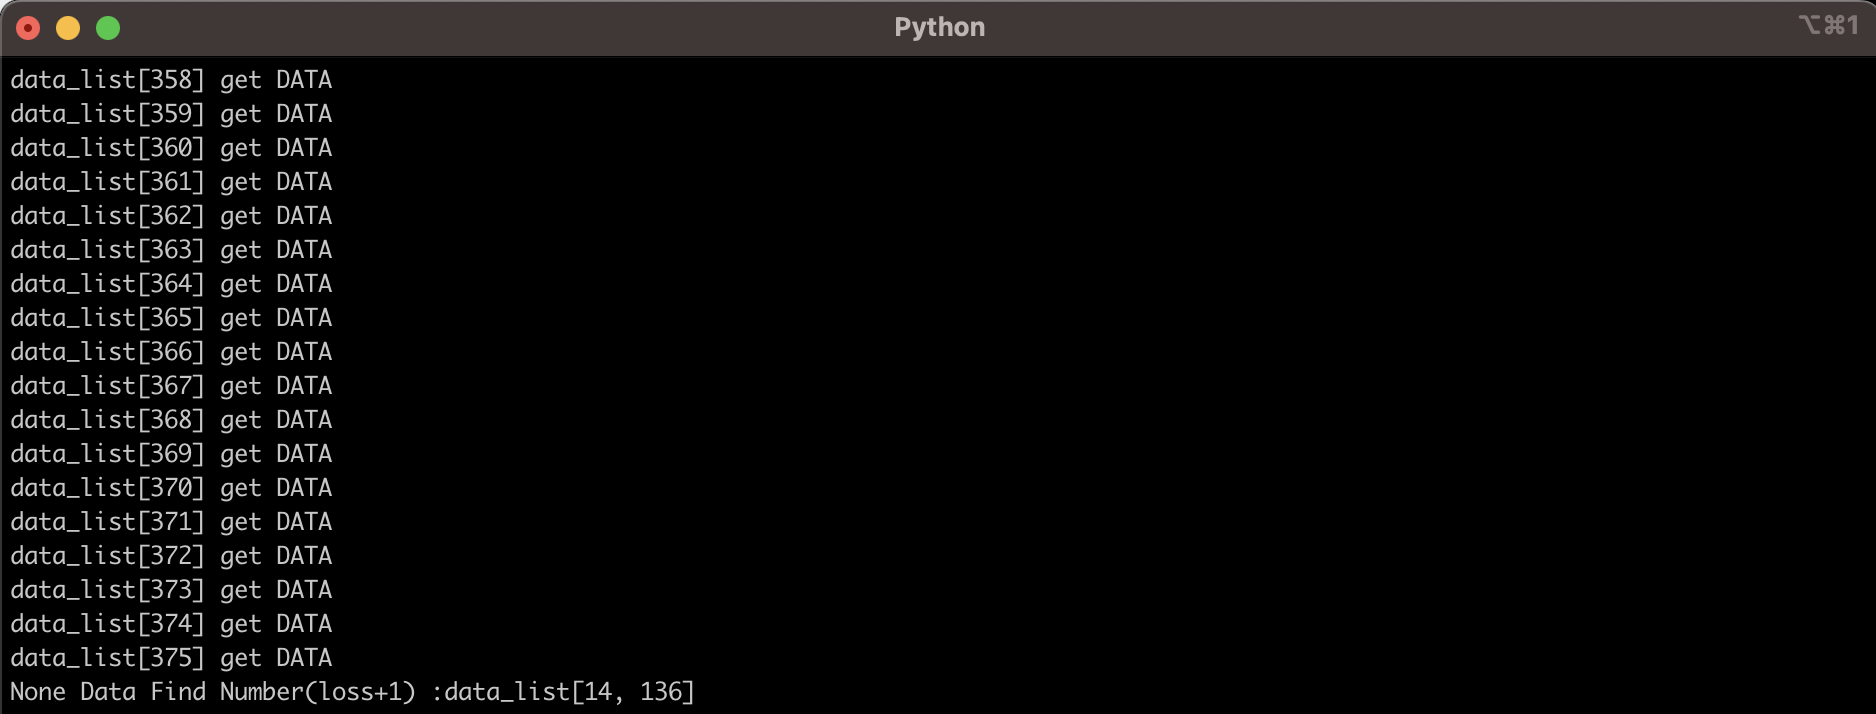 Python
⌥⌘1
data_list[358] get DATA
data_list[359] get DATA
data_list[360] get DATA
data_list[361] get DATA
data_list[362] get DATA
data_list[363] get DATA
data_list[364] get DATA
data_list[365] get DATA
data_list[366] get DATA
data_list[367] get DATA
data_list[368] get DATA
data_list[369] get DATA
data_list[370] get DATA
data_list[371] get DATA
data_list[372] get DATA
data_list[373] get DATA
data_list[374] get DATA
data_list[375] get DATA
None Data Find Number(loss+1) :data_list[14, 136]